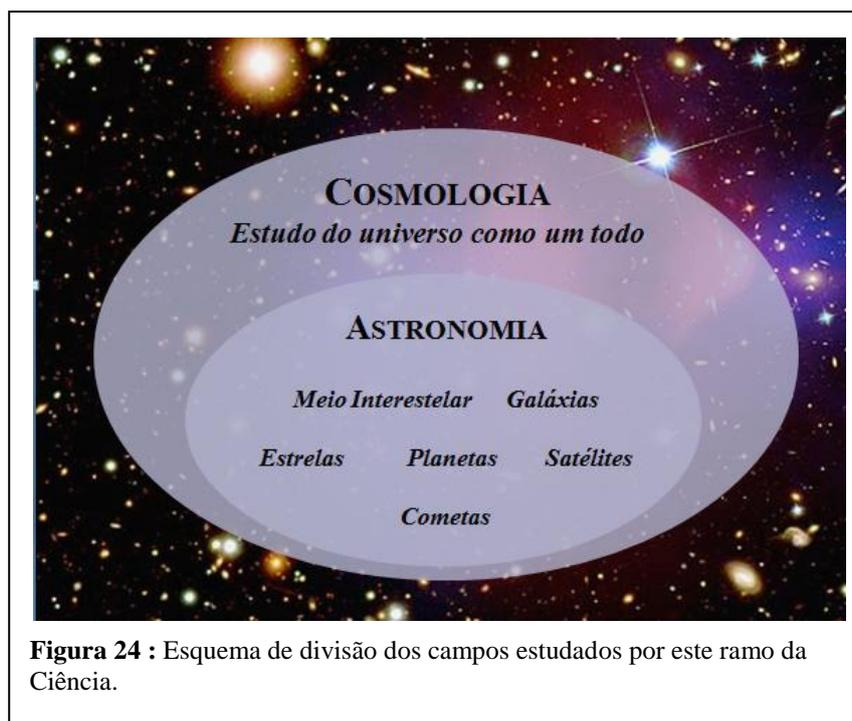 COSMOLOGIA
Estudo do universo como um todo
ASTRONOMIA
Meio Interestelar Galáxias
Estrelas Planetas Satélites
Cometas
Figura 24 : Esquema de divisão dos campos estudados por este ramo da
Ciência.